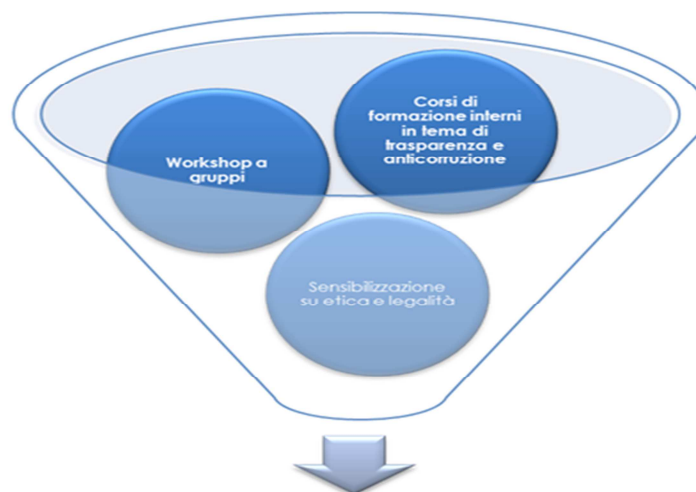 Workshop a
gruppi
Corsi di
formazione interni
in tema di
trasparenza e
anticorruzione
Sensibilizzazione
su etica e legalità